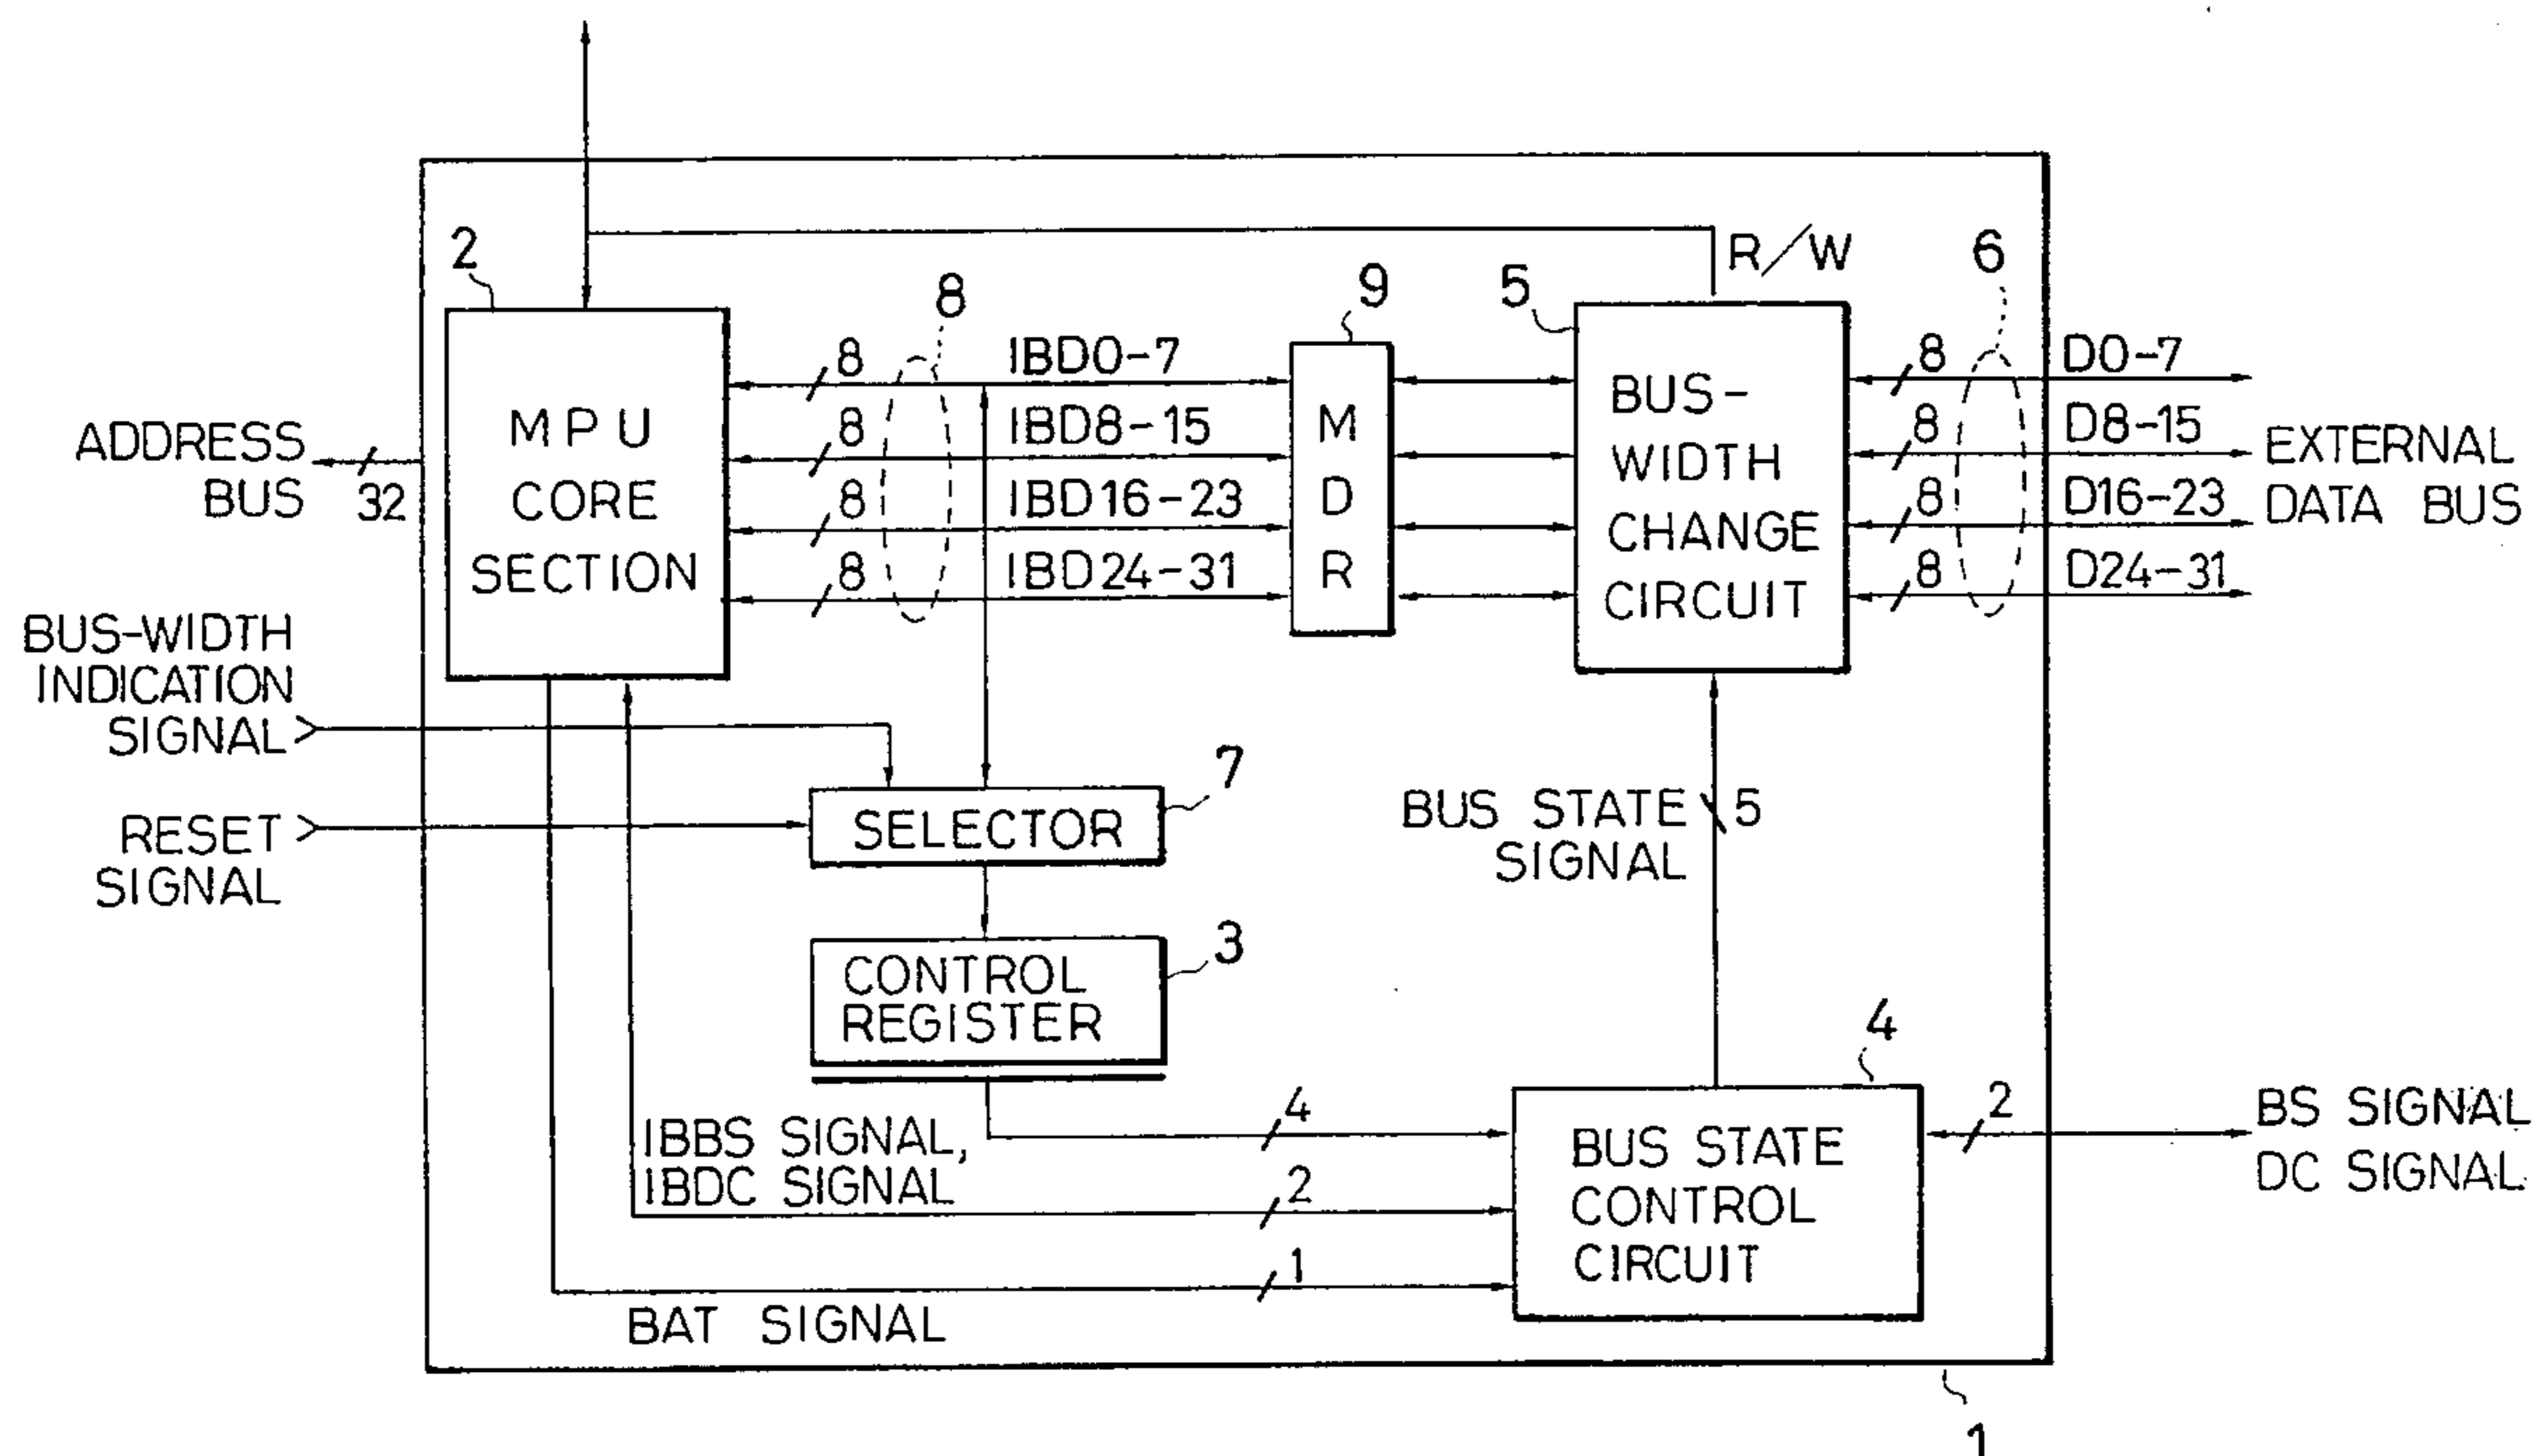 R/W
2
8
9
5
6
8
IBD0-7
8
D0-7
8
IBD8-15
8
D8-15
8
IBD16-23
8
D16-23
8
IBD24-31
8
D24-31
ADDRESS
BUS
32
MPU
CORE
SECTION
M
D
R
BUS-
WIDTH
CHANGE
CIRCUIT
EXTERNAL
DATA BUS
BUS-WIDTH
INDICATION
SIGNAL
RESET
SIGNAL
SELECTOR
7
BUS STATE
SIGNAL
5
CONTROL
REGISTER
3
4
IBBS SIGNAL,
IBDC SIGNAL
4
2
1
BAT SIGNAL
BUS STATE
CONTROL
CIRCUIT
2
BS SIGNAL
DC SIGNAL
1